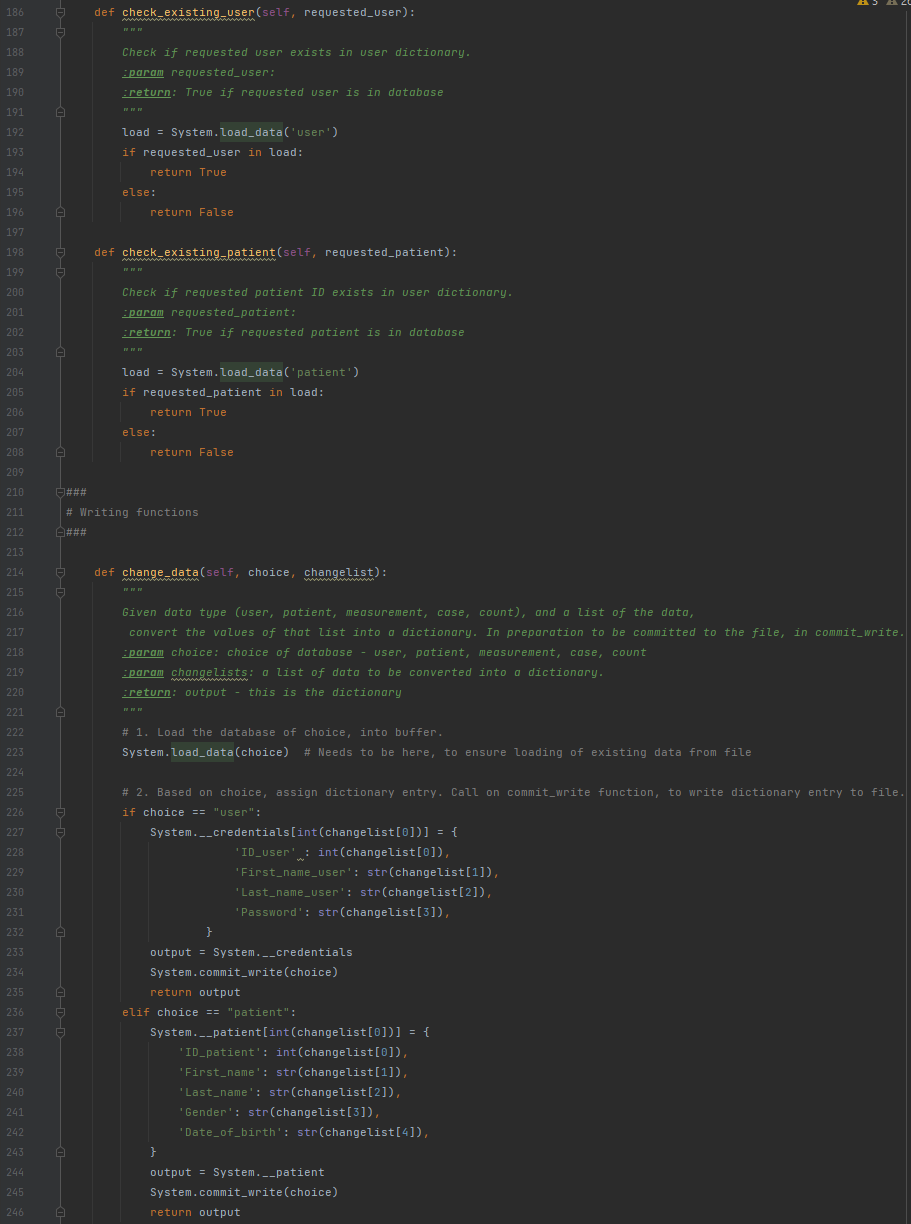 3 20
186 def check_existing_user(self, requested_user):
187 """
188 Check if requested user exists in user dictionary.
189 :param requested_user:
190 :return: True if requested user is in database
191 """
192 load = System.load_data('user')
193 if requested_user in load:
194 return True
195 else:
196 return False
197
198 def check_existing_patient(self, requested_patient):
199 """
200 Check if requested patient ID exists in user dictionary.
201 :param requested_patient:
202 :return: True if requested patient is in database
203 """
204 load = System.load_data('patient')
205 if requested_patient in load:
206 return True
207 else:
208 return False
209
210 ###
211 # Writing functions
212 ###
213
214 def change_data(self, choice, changelist):
215 """
216 Given data type (user, patient, measurement, case, count), and a list of the data,
217 convert the values of that list into a dictionary. In preparation to be committed to the file, in commit_write.
218 :param choice: choice of database - user, patient, measurement, case, count
219 :param changelists: a list of data to be converted into a dictionary.
220 :return: output - this is the dictionary
221 """
222 # 1. Load the database of choice, into buffer.
223 System.load_data(choice) # Needs to be here, to ensure loading of existing data from file
224
225 # 2. Based on choice, assign dictionary entry. Call on commit_write function, to write dictionary entry to file.
226 if choice == "user":
227 System.__credentials[int(changelist[0])] = {
228 'ID_user' : int(changelist[0]),
229 'First_name_user': str(changelist[1]),
230 'Last_name_user': str(changelist[2]),
231 'Password': str(changelist[3]),
232 }
233 output = System.__credentials
234 System.commit_write(choice)
235 return output
236 elif choice == "patient":
237 System.__patient[int(changelist[0])] = {
238 'ID_patient': int(changelist[0]),
239 'First_name': str(changelist[1]),
240 'Last_name': str(changelist[2]),
241 'Gender': str(changelist[3]),
242 'Date_of_birth': str(changelist[4]),
243 }
244 output = System.__patient
245 System.commit_write(choice)
246 return output